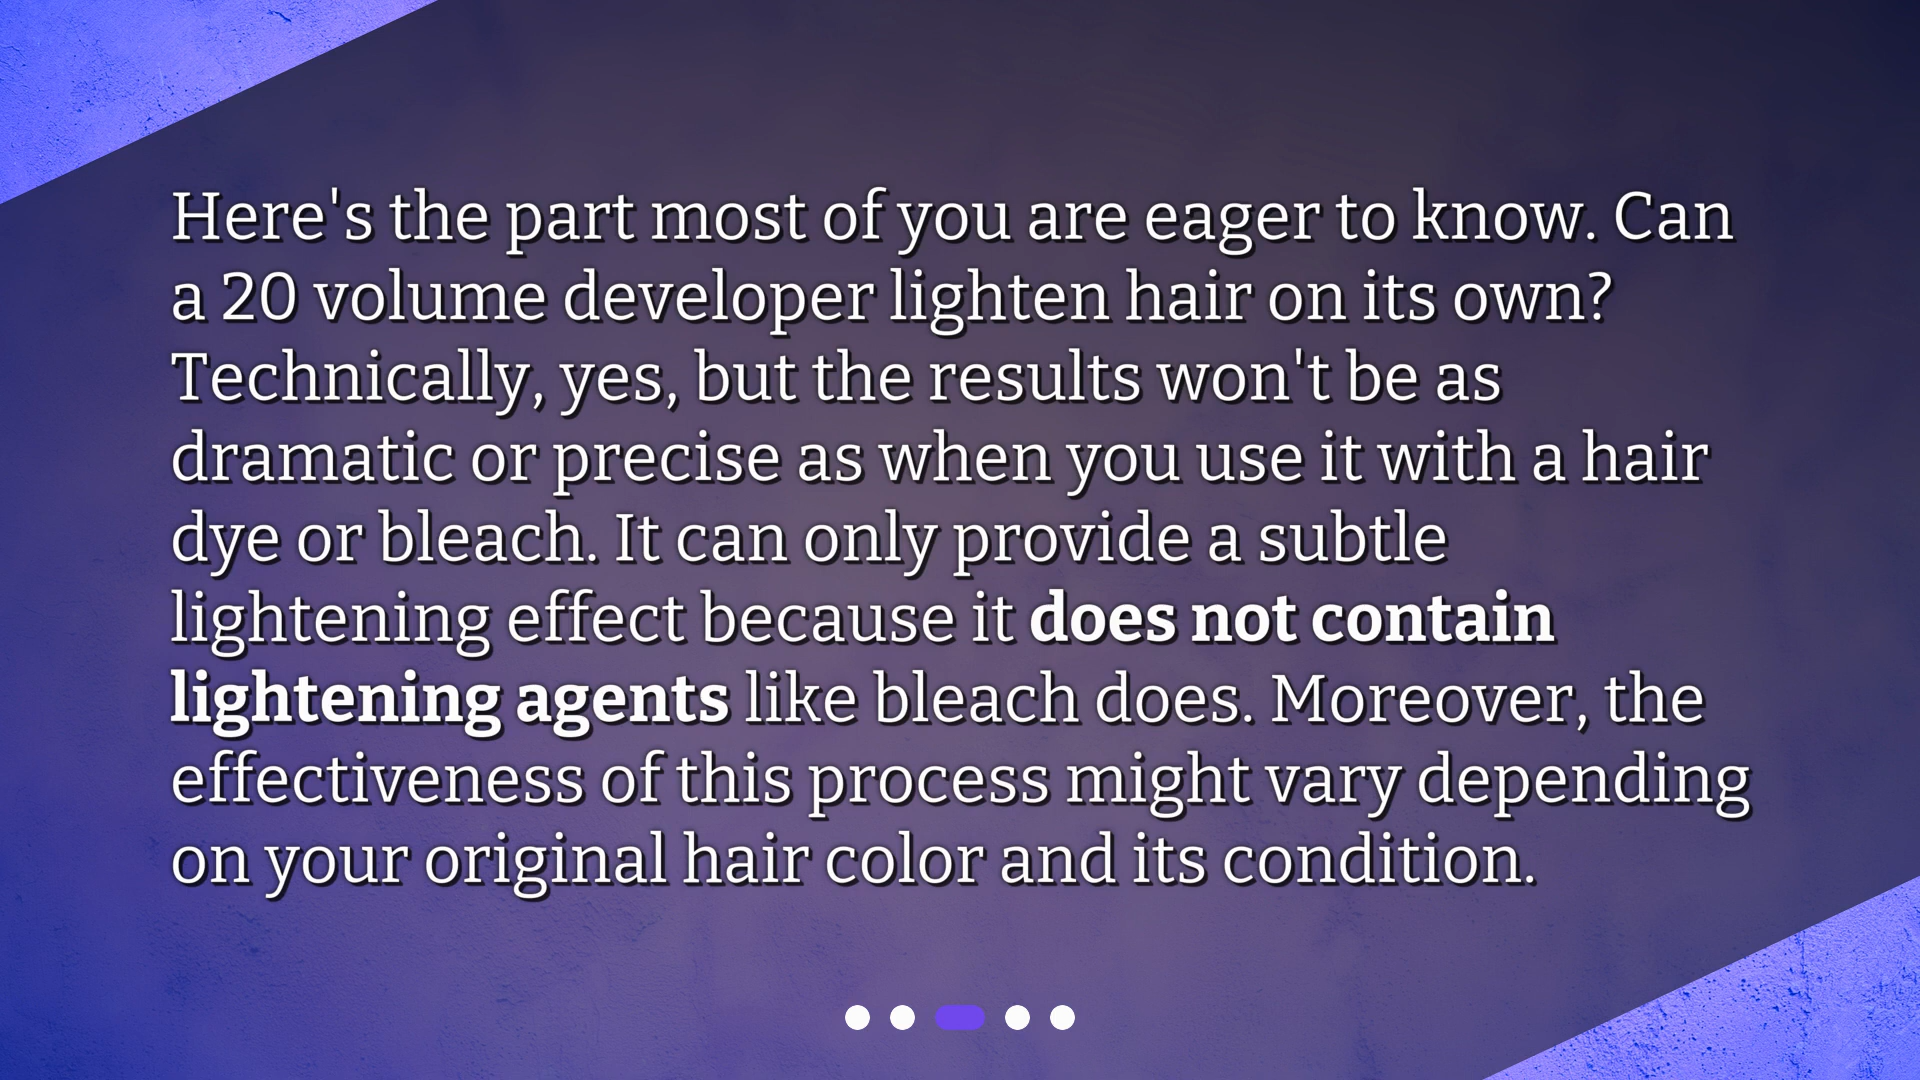 Here's the part most of you are eager to know. Can
a 20 volume developer lighten hair on its own?
Technically, yes, but the results won't be as
dramatic or precise as when you use it with a hair
dye or bleach. It can only provide a subtle
lightening effect because it does not contain
lightening agents like bleach does. Moreover, the
effectiveness of this process might vary depending
on your original hair color and its condition.